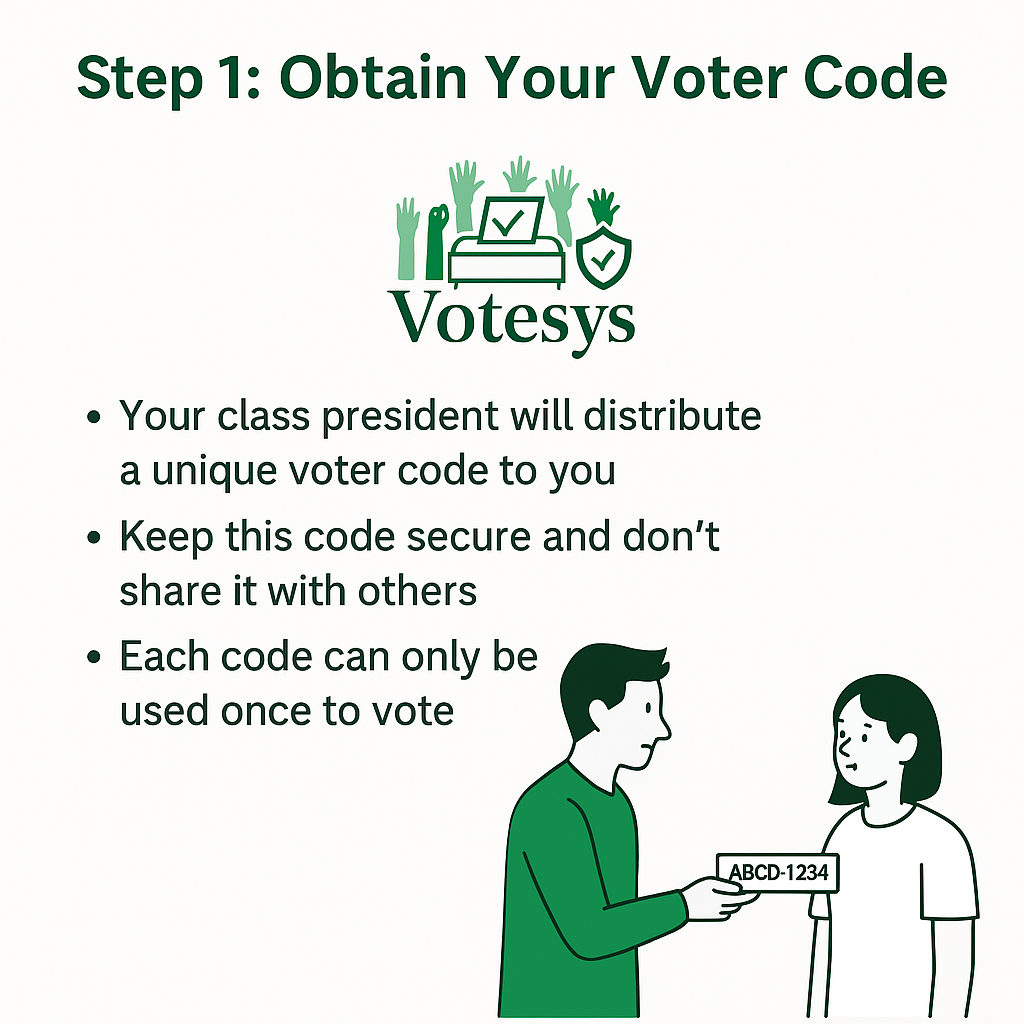 Step 1: Obtain Your Voter Code
Votesys
• Your class president will distribute
a unique voter code to you
• Keep this code secure and don’t
share it with others
• Each code can only be
used once to vote
ABCD-1234